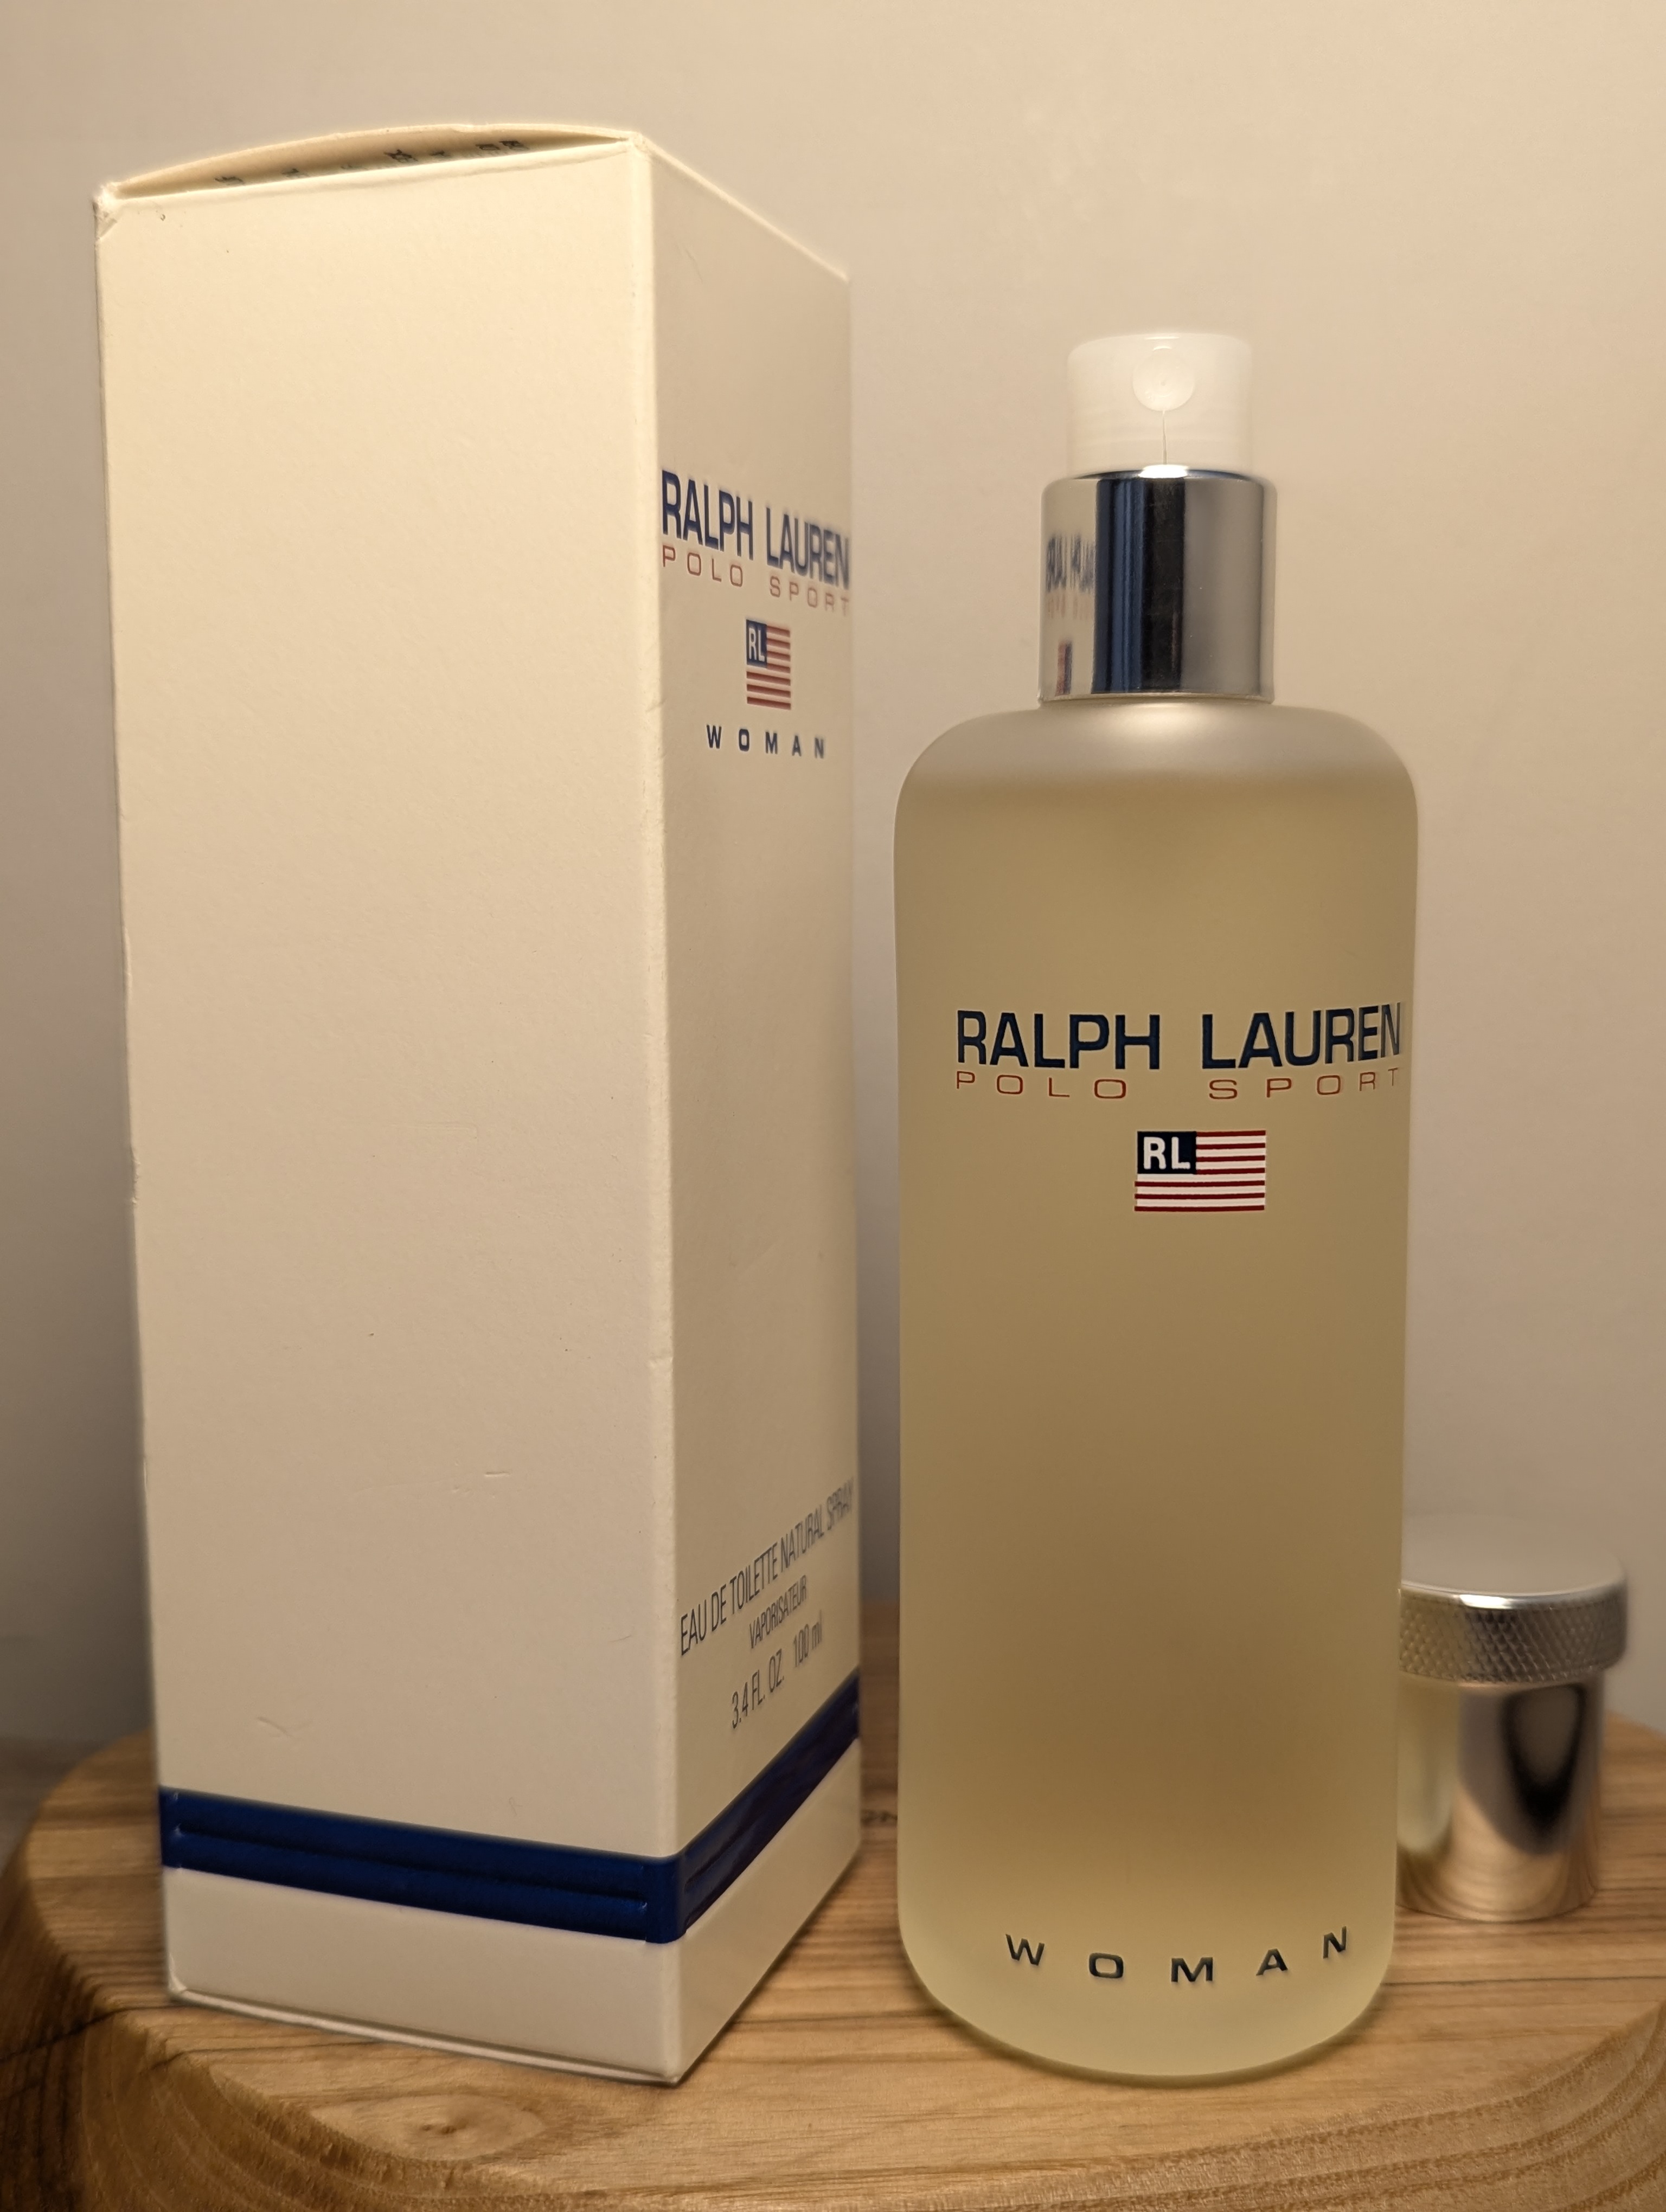 RALPH LAUREN
POLO SPORT
RL
WOMAN
EAU DE TOILETTE NATURAL SPRAY
VAPORISATEUR
3.4 FL. OZ. 100 ml
RALPH LAUREN
POLO SPORT
RL
WOMAN